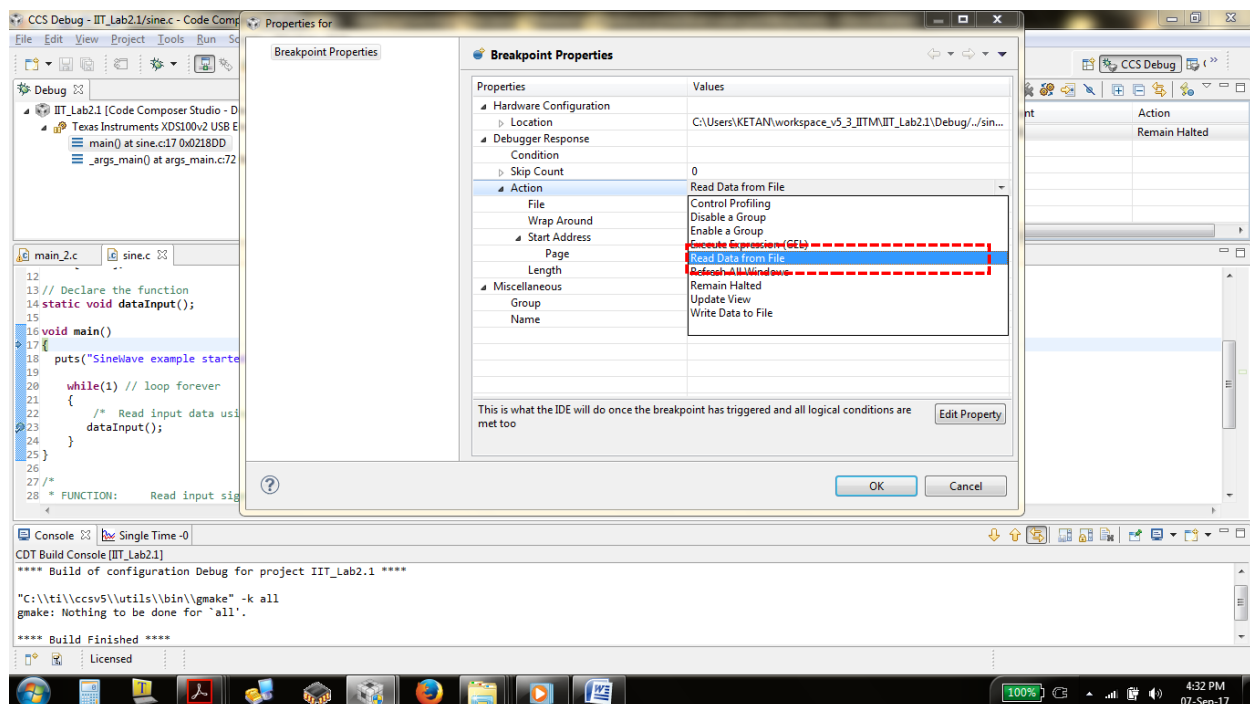 CCS Debug - IIT_Lab2.1/sine.c - Code Comp
File Edit View Project Tools Run Sc
CCS Debug
Debug
IIT_Lab2.1 [Code Composer Studio - D
Texas Instruments XDS100v2 USB E
main() at sine.c:17 0x0218DD
_args_main() at args_main.c:72
Properties for
Breakpoint Properties
Breakpoint Properties
Properties Values
Hardware Configuration
Location C:\Users\KETAN\workspace_v5_3_IITM\IIT_Lab2.1\Debug/../sin...
Debugger Response
Condition
Skip Count 0
Action Read Data from File
File
Wrap Around
Start Address
Page
Length
Miscellaneous
Group
Name
Control Profiling
Disable a Group
Enable a Group
Execute Expression (GEL)
Read Data from File
Refresh All Windows
Remain Halted
Update View
Write Data to File
This is what the IDE will do once the breakpoint has triggered and all logical conditions are
met too
Edit Property
OK Cancel
nt Action
Remain Halted
main_2.c sine.c
12
13 // Declare the function
14 static void dataInput();
15
16 void main()
17 {
18 puts("SineWave example starte
19
20 while(1) // loop forever
21 {
22 /* Read input data usi
23 dataInput();
24 }
25 }
26
27 /*
28 * FUNCTION: Read input sig
Console Single Time -0
CDT Build Console [IIT_Lab2.1]
**** Build of configuration Debug for project IIT_Lab2.1 ****
"C:\\ti\\ccsv5\\utils\\bin\\gmake" -k all
gmake: Nothing to be done for `all'.
**** Build Finished ****
Licensed
100%
4:32 PM
07-Sep-17